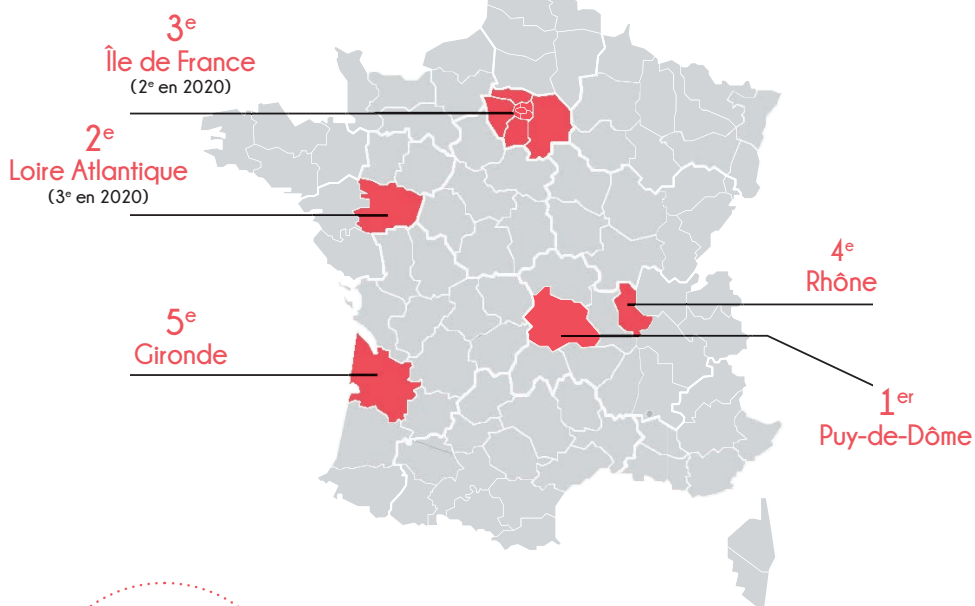 3e
Île de France
(2e en 2020)
2e
Loire Atlantique
(3e en 2020)
4e
Rhône
5e
Gironde
1er
Puy-de-Dôme